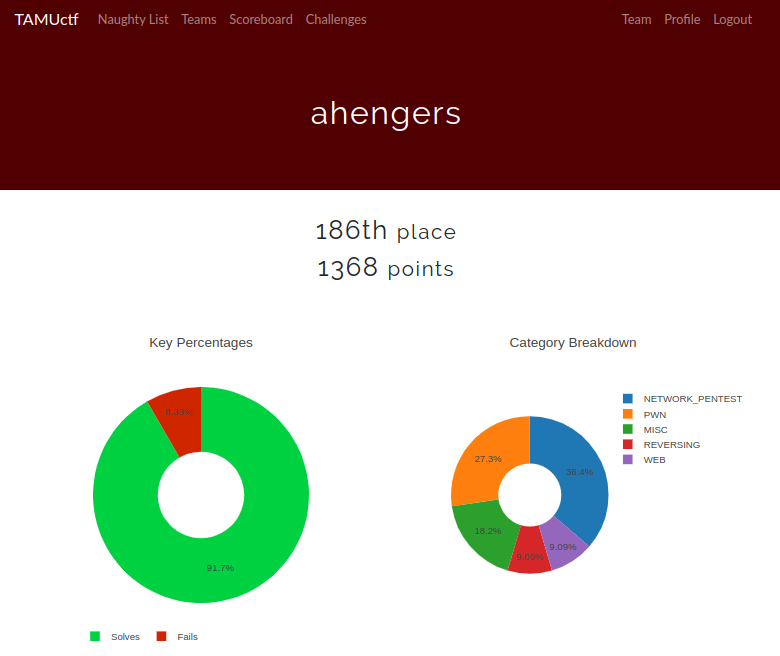 TAMUctf Naughty List Teams Scoreboard Challenges Team Profile Logout
ahengers
186th place
1368 points
Key Percentages
8.33%
91.7%
Solves Fails
Category Breakdown
NETWORK_PENTEST
PWN
MISC
REVERSING
WEB
27.3%
36.4%
18.2%
9.09%
9.09%